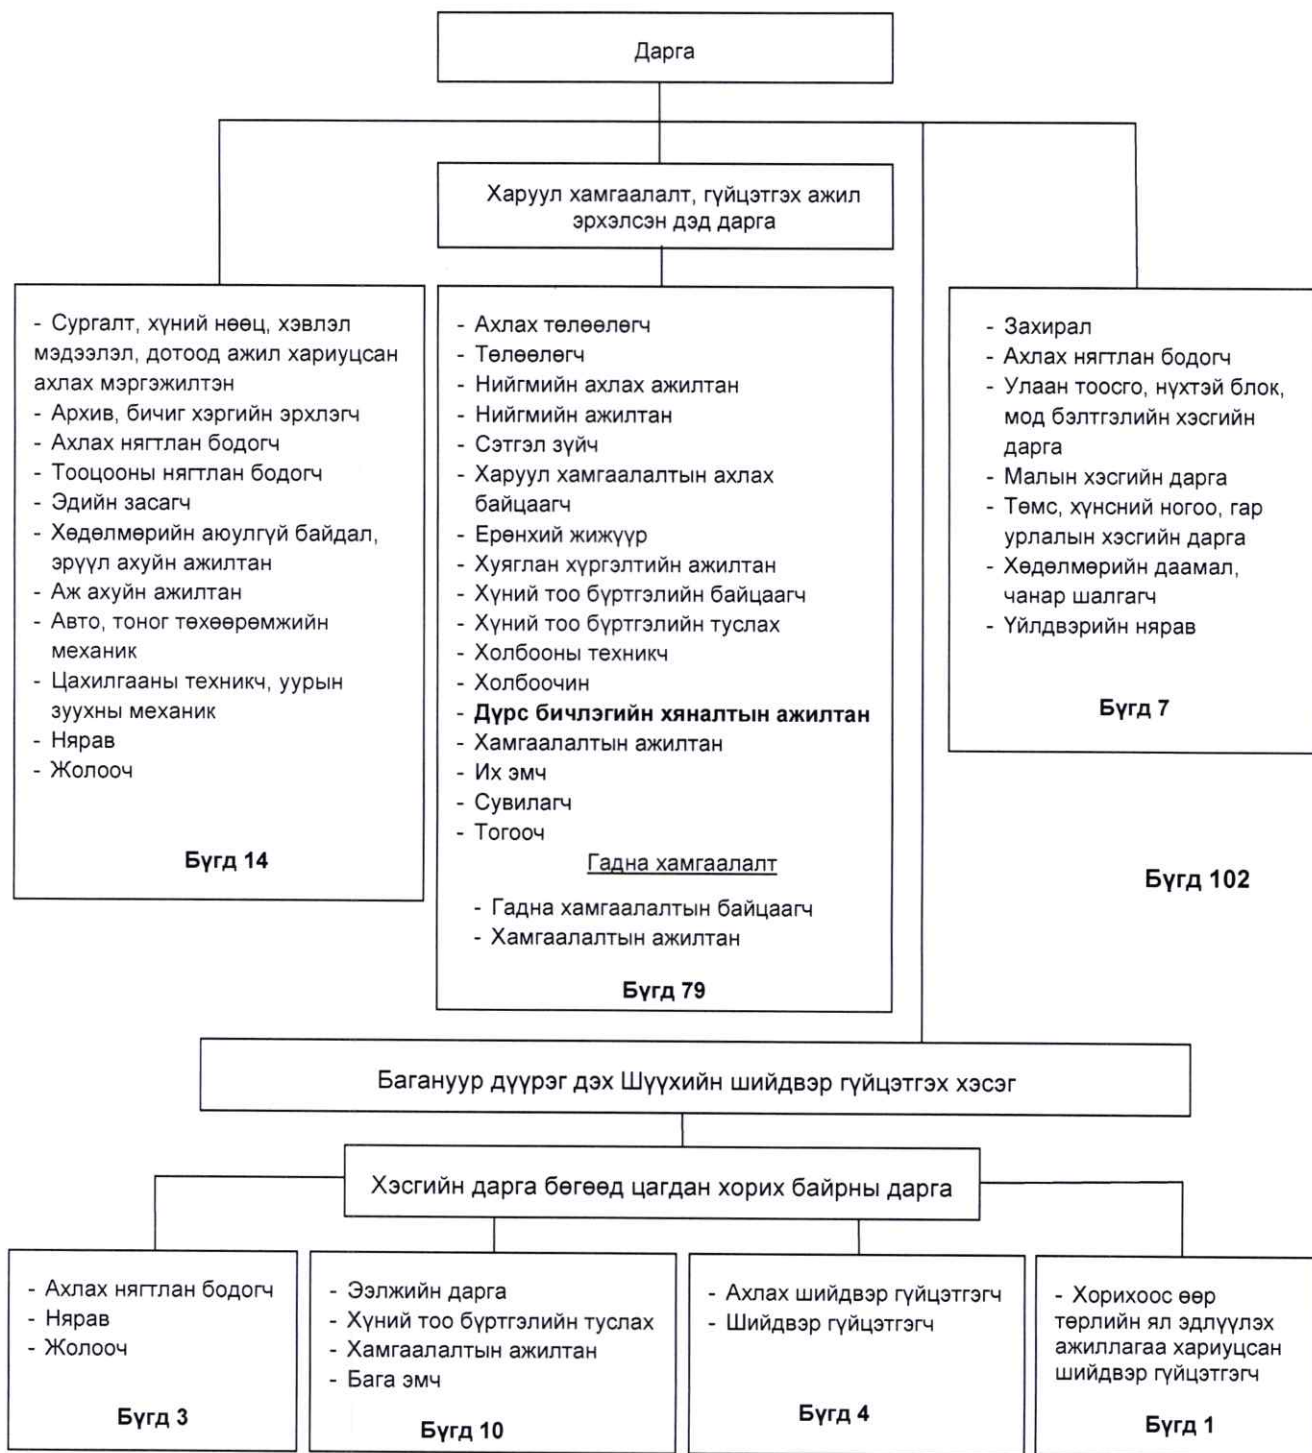 Дарга
Харуул хамгаалалт, гүйцэтгэх ажил
эрхэлсэн дэд дарга
- Сургалт, хүний нөөц, хэвлэл
мэдээлэл, дотоод ажил хариуцсан
ахлах мэргэжилтэн
- Архив, бичиг хэргийн эрхлэгч
- Ахлах нягтлан бодогч
- Тооцооны нягтлан бодогч
- Эдийн засагч
- Хөдөлмөрийн аюулгүй байдал,
эрүүл ахуйн ажилтан
- Аж ахуйн ажилтан
- Авто, тоног төхөөрөмжийн
механик
- Цахилгааны техникч, уурын
зуухны механик
- Нярав
- Жолооч
Бүгд 14
- Ахлах төлөөлөгч
- Төлөөлөгч
- Нийгмийн ахлах ажилтан
- Нийгмийн ажилтан
- Сэтгэл зүйч
- Харуул хамгаалалтын ахлах
байцаагч
- Ерөнхий жижүүр
- Хуяглан хүргэлтийн ажилтан
- Хүний тоо бүртгэлийн байцаагч
- Хүний тоо бүртгэлийн туслах
- Холбооны техникч
- Холбоочин
- Дүрс бичлэгийн хяналтын ажилтан
- Хамгаалалтын ажилтан
- Их эмч
- Сувилагч
- Тогооч
Гадна хамгаалалт
- Гадна хамгаалалтын байцаагч
- Хамгаалалтын ажилтан
Бүгд 79
- Захирал
- Ахлах нягтлан бодогч
- Улаан тоосго, нүхтэй блок,
мод бэлтгэлийн хэсгийн
дарга
- Малын хэсгийн дарга
- Төмс, хүнсний ногоо, гар
урлалын хэсгийн дарга
- Хөдөлмөрийн даамал,
чанар шалгагч
- Үйлдвэрийн нярав
Бүгд 7
Бүгд 102
Багануур дүүрэг дэх Шүүхийн шийдвэр гүйцэтгэх хэсэг
Хэсгийн дарга бөгөөд цагдан хорих байрны дарга
- Ахлах нягтлан бодогч
- Нярав
- Жолооч
Бүгд 3
- Ээлжийн дарга
- Хүний тоо бүртгэлийн туслах
- Хамгаалалтын ажилтан
- Бага эмч
Бүгд 10
- Ахлах шийдвэр гүйцэтгэгч
- Шийдвэр гүйцэтгэгч
Бүгд 4
- Хорихоос өөр
төрлийн ял эдлүүлэх
ажиллагаа хариуцсан
шийдвэр гүйцэтгэгч
Бүгд 1